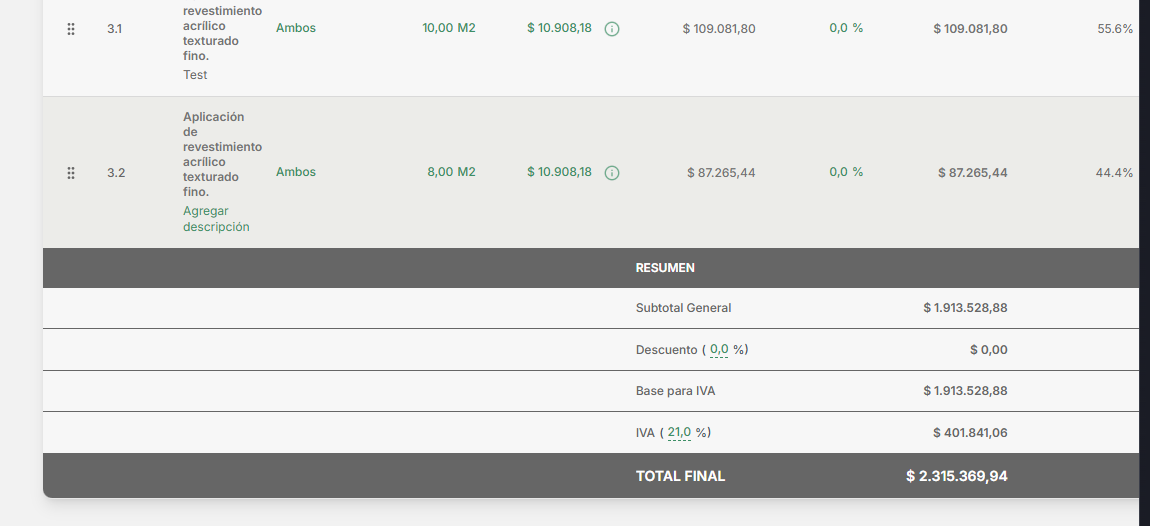 revestimiento
acrílico
texturado
fino.
Test
3.1 Ambos 10,00 M2 $ 10.908,18 $ 109.081,80 0,0 % $ 109.081,80 55.6%
Aplicación
de
revestimiento
acrílico
texturado
fino.
Agregar
descripción
3.2 Ambos 8,00 M2 $ 10.908,18 $ 87.265,44 0,0 % $ 87.265,44 44.4%
RESUMEN
Subtotal General $ 1.913.528,88
Descuento ( 0,0 %) $ 0,00
Base para IVA $ 1.913.528,88
IVA ( 21,0 %) $ 401.841,06
TOTAL FINAL $ 2.315.369,94